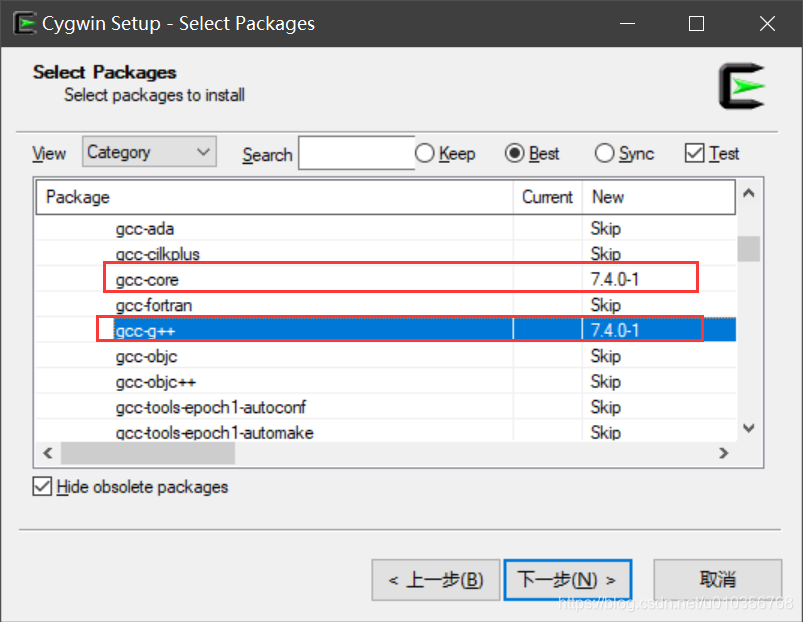 Cygwin Setup - Select Packages
Select Packages
Select packages to install
View Category Search Keep Best Sync Test
Package Current New
gcc-ada Skip
gcc-cilkplus Skip
gcc-core 7.4.0-1
gcc-fortran Skip
gcc-g++ 7.4.0-1
gcc-objc Skip
gcc-objc++ Skip
gcc-tools-epoch1-autoconf Skip
gcc-tools-epoch1-automake Skip
Hide obsolete packages
< 上一步(B) 下一步(N) > 取消
https://blog.csdn.net/u010356768